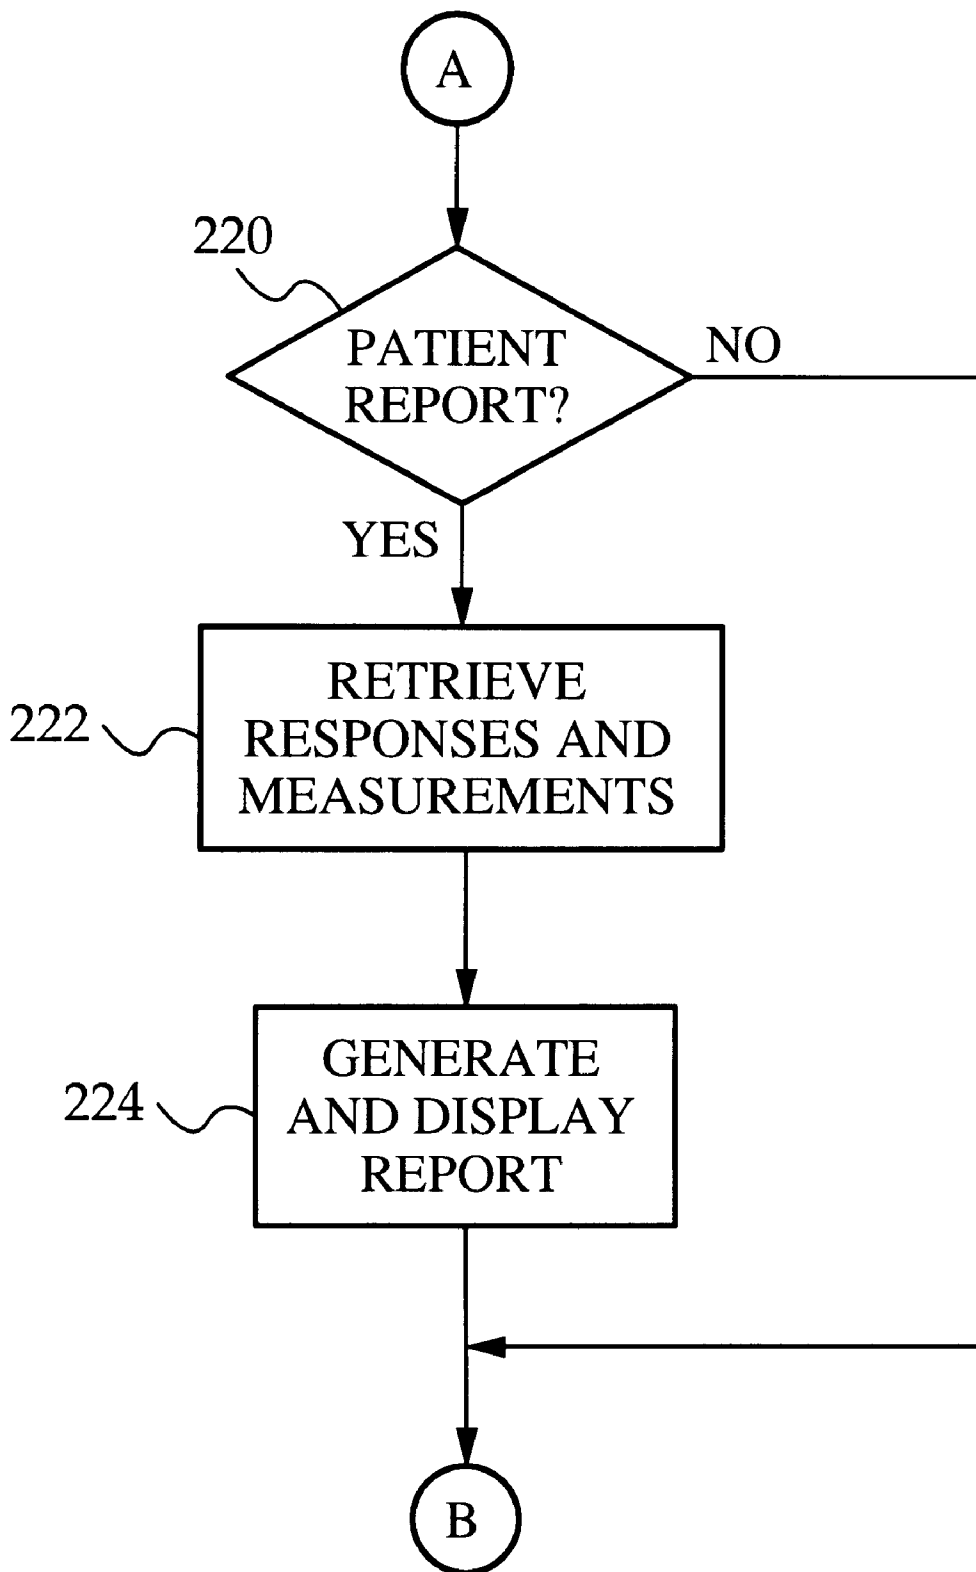 A
220
PATIENT
REPORT?
NO
YES
222
RETRIEVE
RESPONSES AND
MEASUREMENTS
224
GENERATE
AND DISPLAY
REPORT
B